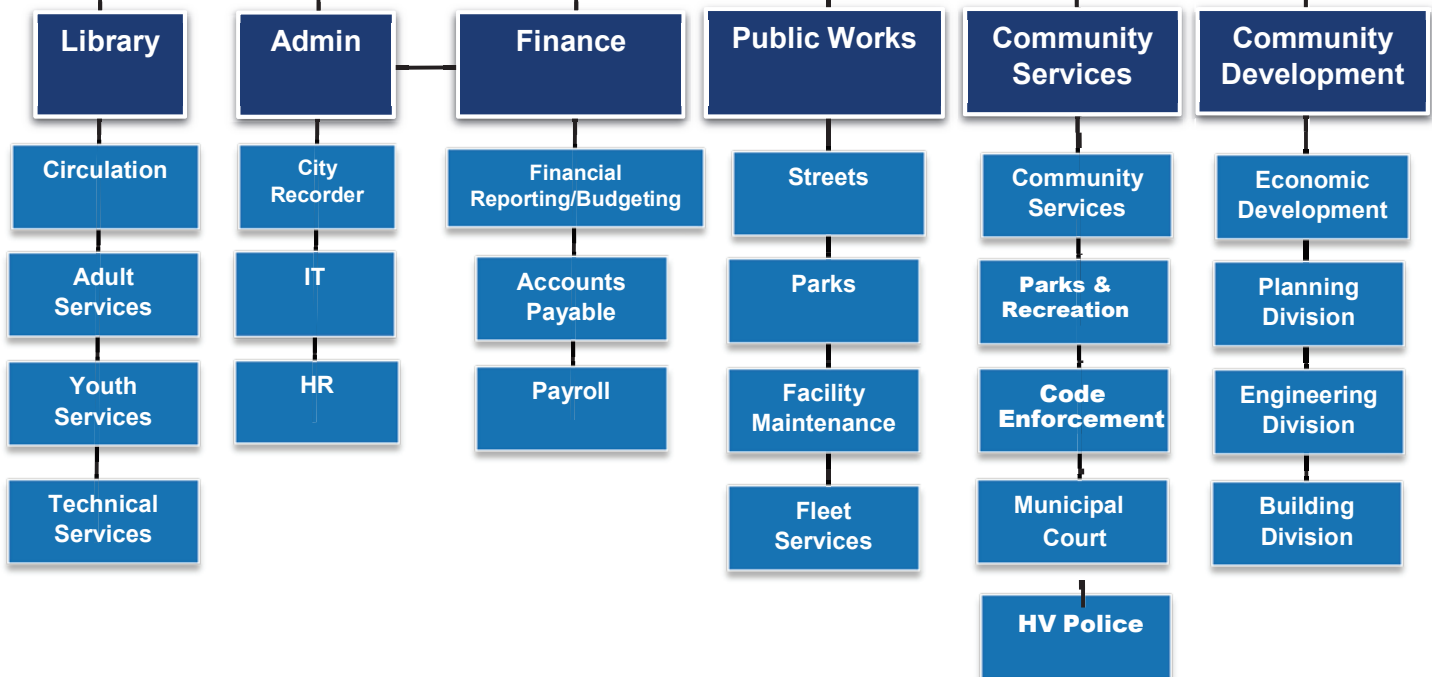 Library
Circulation
Adult
Services
Youth
Services
Technical
Services
Admin
City
Recorder
IT
HR
Finance
Financial
Reporting/Budgeting
Accounts
Payable
Payroll
Public Works
Streets
Parks
Facility
Maintenance
Fleet
Services
Community
Services
Community
Services
Parks &
Recreation
Code
Enforcement
Municipal
Court
HV Police
Community
Development
Economic
Development
Planning
Division
Engineering
Division
Building
Division